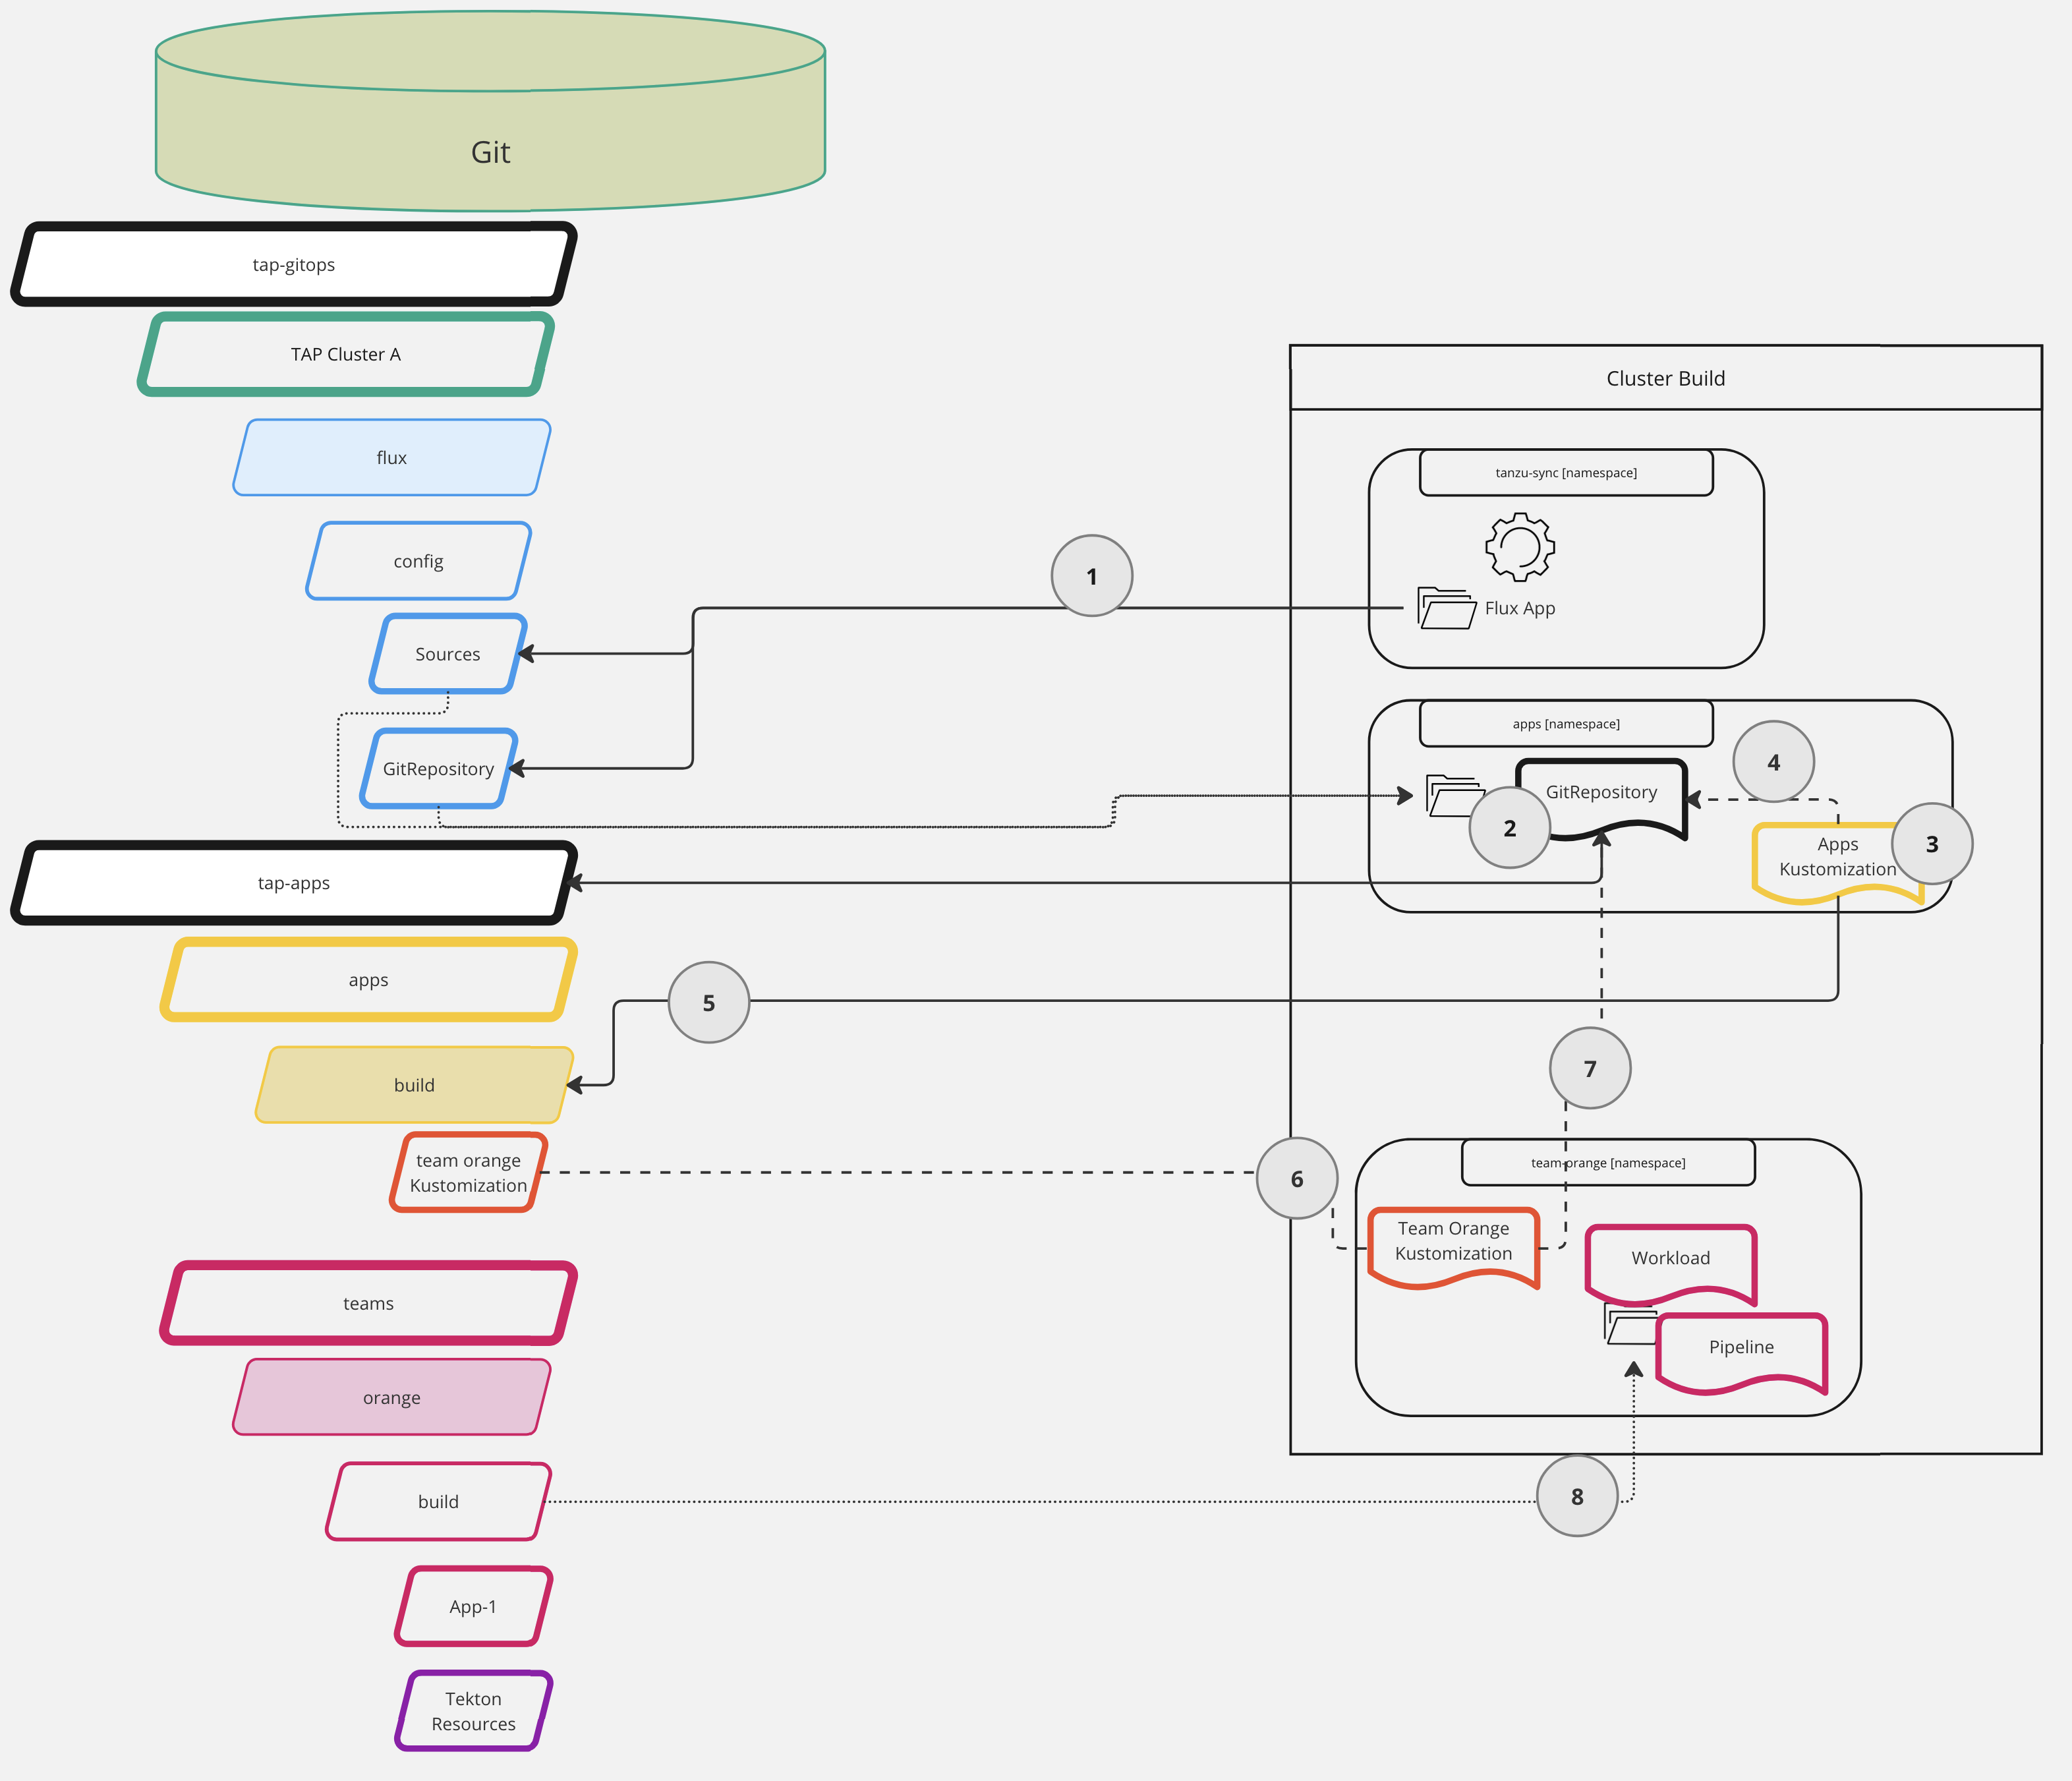 Git
tap-gitops
TAP Cluster A
flux
config
Sources
GitRepository
tap-apps
apps
build
team orange
Kustomization
teams
orange
build
App-1
Tekton
Resources
1
5
Cluster Build
tanzu-sync [namespace]
Flux App
apps [namespace]
GitRepository
2
4
3
Apps
Kustomization
7
6
team-orange [namespace]
Team Orange
Kustomization
Workload
Pipeline
8